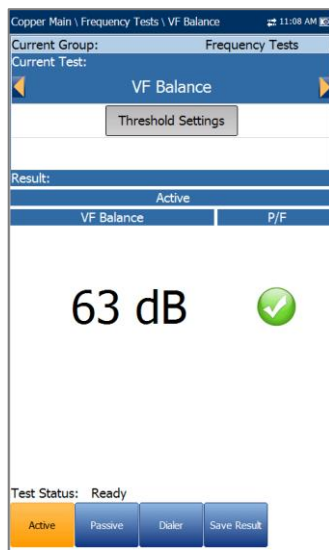 Copper Main \ Frequency Tests \ VF Balance 11:08 AM
Current Group: Frequency Tests
Current Test:
VF Balance
Threshold Settings
Result:
Active
VF Balance P/F
63 dB
Test Status: Ready
Active Passive Dialer Save Result